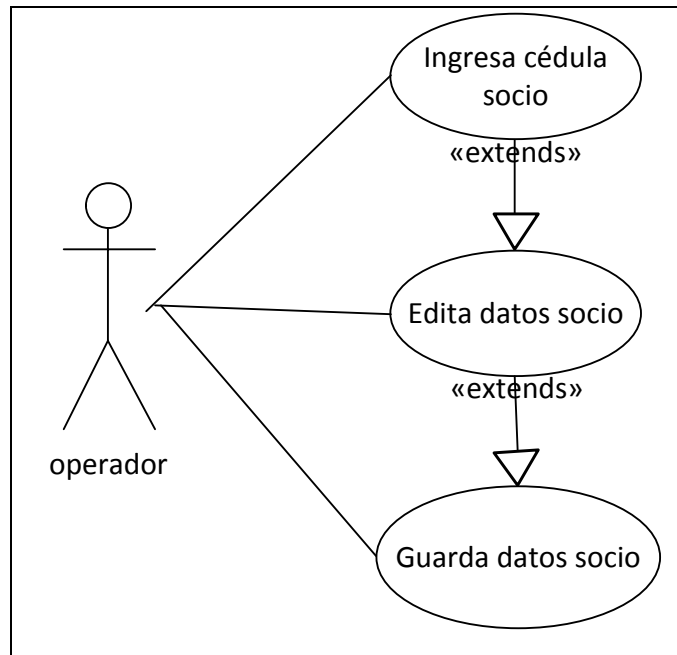 Ingresa cédula
socio
«extends»
Edita datos socio
«extends»
operador
Guarda datos socio